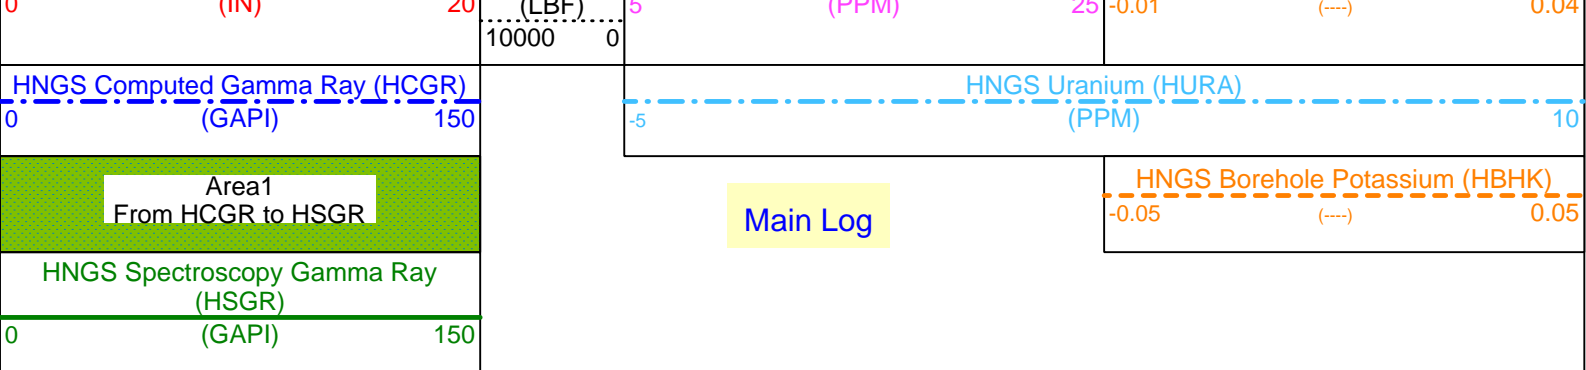 0 (IN) 20
(LBF)
10000 0
5 (PPM) 25
-0.01 (----) 0.04
HNGS Computed Gamma Ray (HCGR)
0 (GAPI) 150
HNGS Uranium (HURA)
-5 (PPM) 10
Area1
From HCGR to HSGR
Main Log
HNGS Borehole Potassium (HBHK)
-0.05 (----) 0.05
HNGS Spectroscopy Gamma Ray
(HSGR)
0 (GAPI) 150